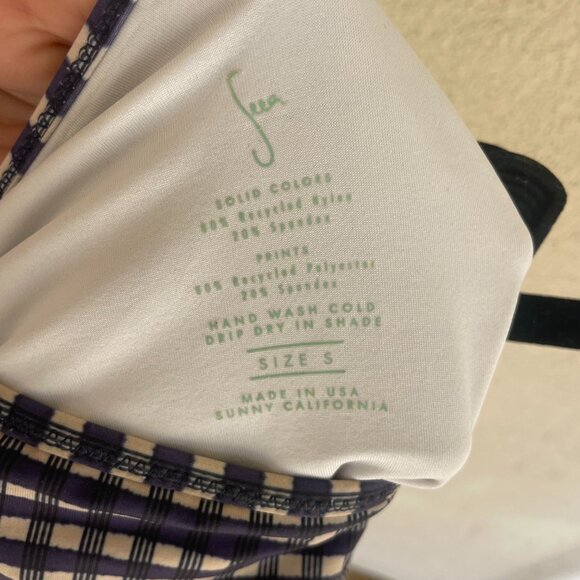 Seea
SOLID COLORS
80% Recycled Nylon
20% Spandex
PRINTS
80% Recycled Polyester
20% Spandex
HAND WASH COLD
DRIP DRY IN SHADE
SIZE S
MADE IN USA
SUNNY CALIFORNIA